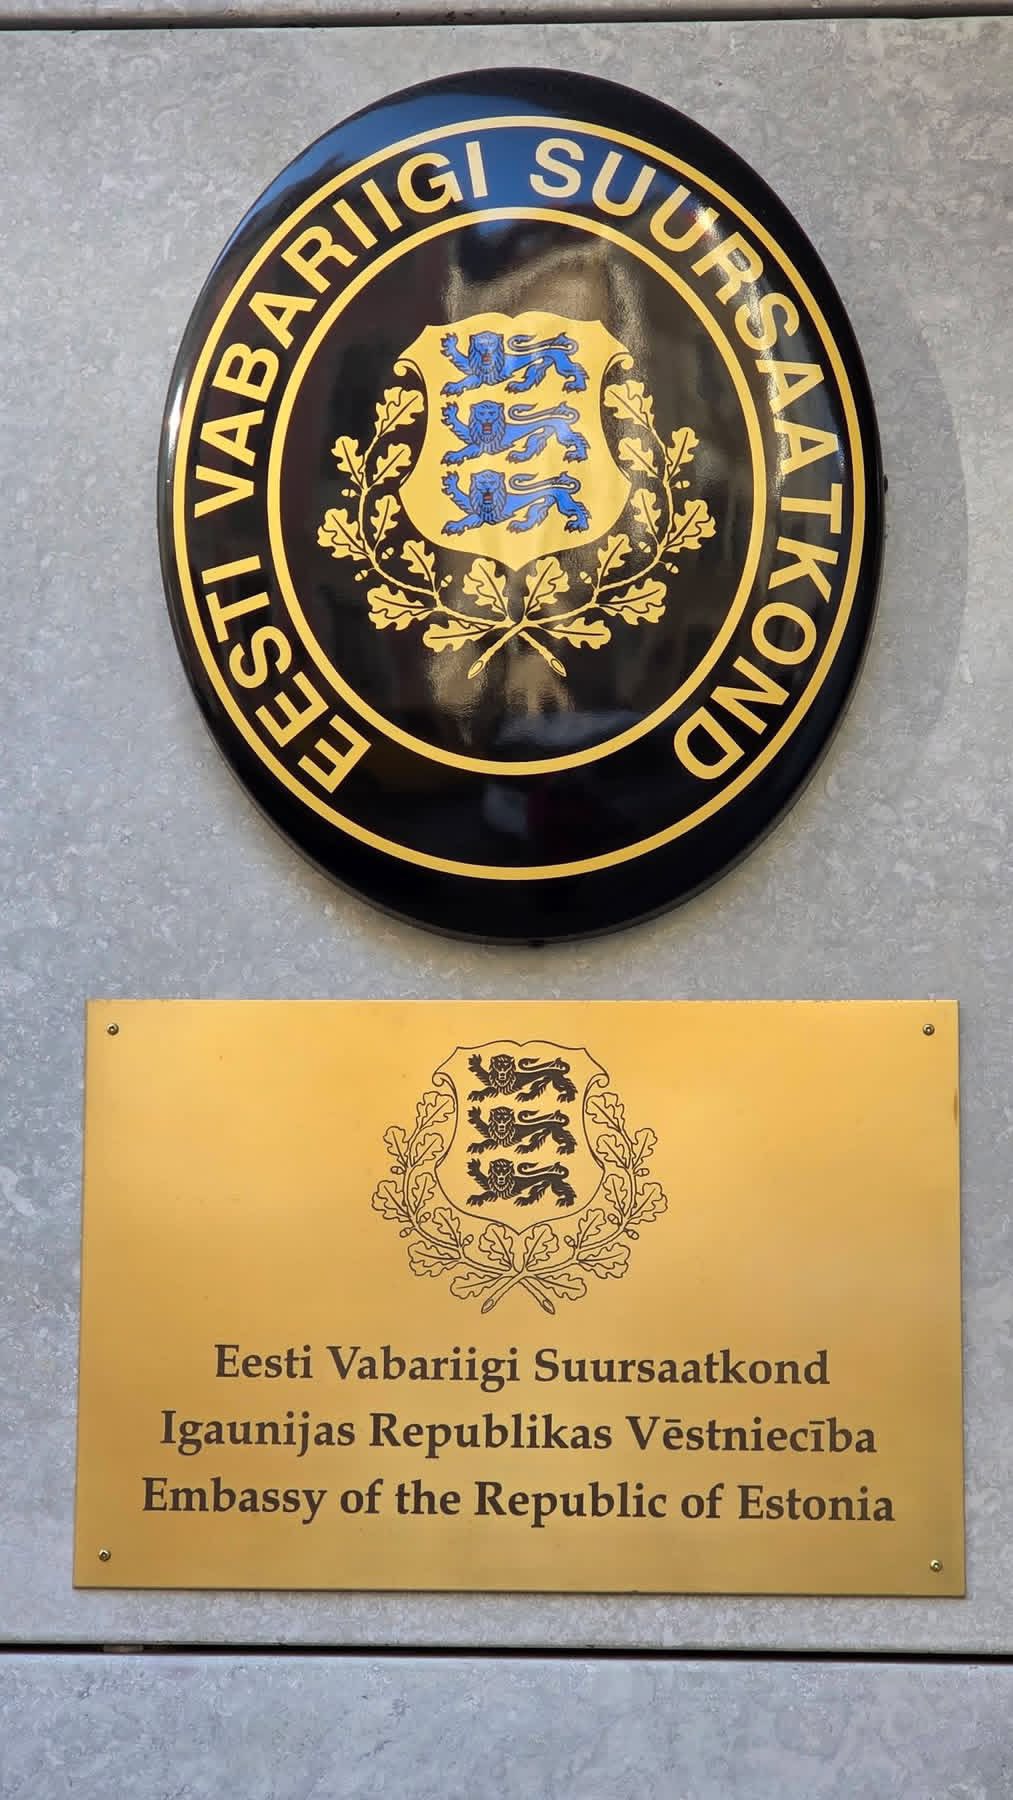 EESTI VABARIIGI SUURSAATKOND
Eesti Vabariigi Suursaatkond
Igaunijas Republikas Vēstniecība
Embassy of the Republic of Estonia